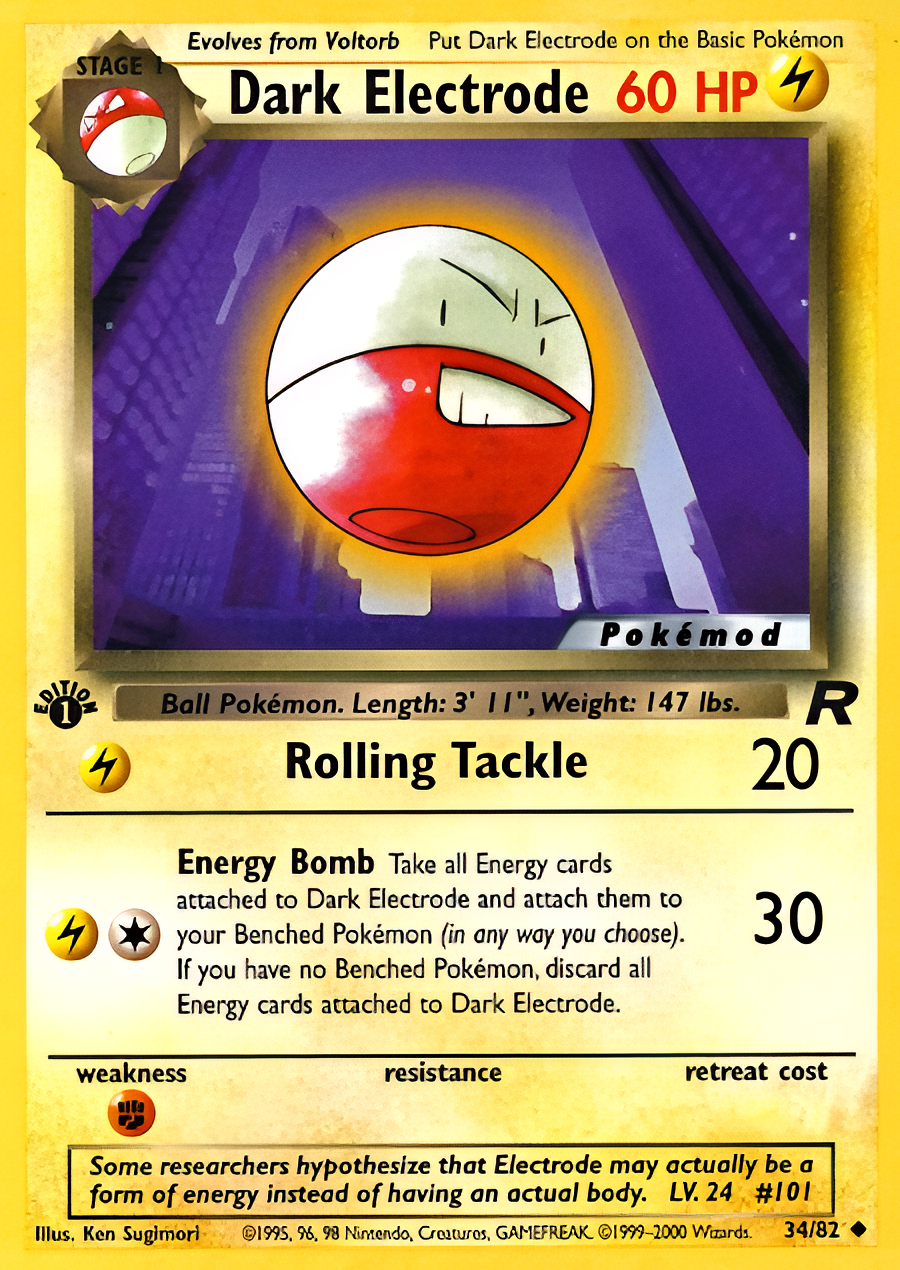 Evolves from Voltorb Put Dark Electrode on the Basic Pokémon
STAGE 1
Dark Electrode 60 HP
Pokémod
EDITION 1
Ball Pokémon. Length: 3' 11", Weight: 147 lbs.
R
Rolling Tackle 20
Energy Bomb Take all Energy cards
attached to Dark Electrode and attach them to
your Benched Pokémon (in any way you choose).
If you have no Benched Pokémon, discard all
Energy cards attached to Dark Electrode.
30
weakness resistance retreat cost
Some researchers hypothesize that Electrode may actually be a
form of energy instead of having an actual body. LV. 24 #101
Illus. Ken Sugimori ©1995, 96, 98 Nintendo, Creatures, GAMEFREAK. ©1999–2000 Wizards. 34/82